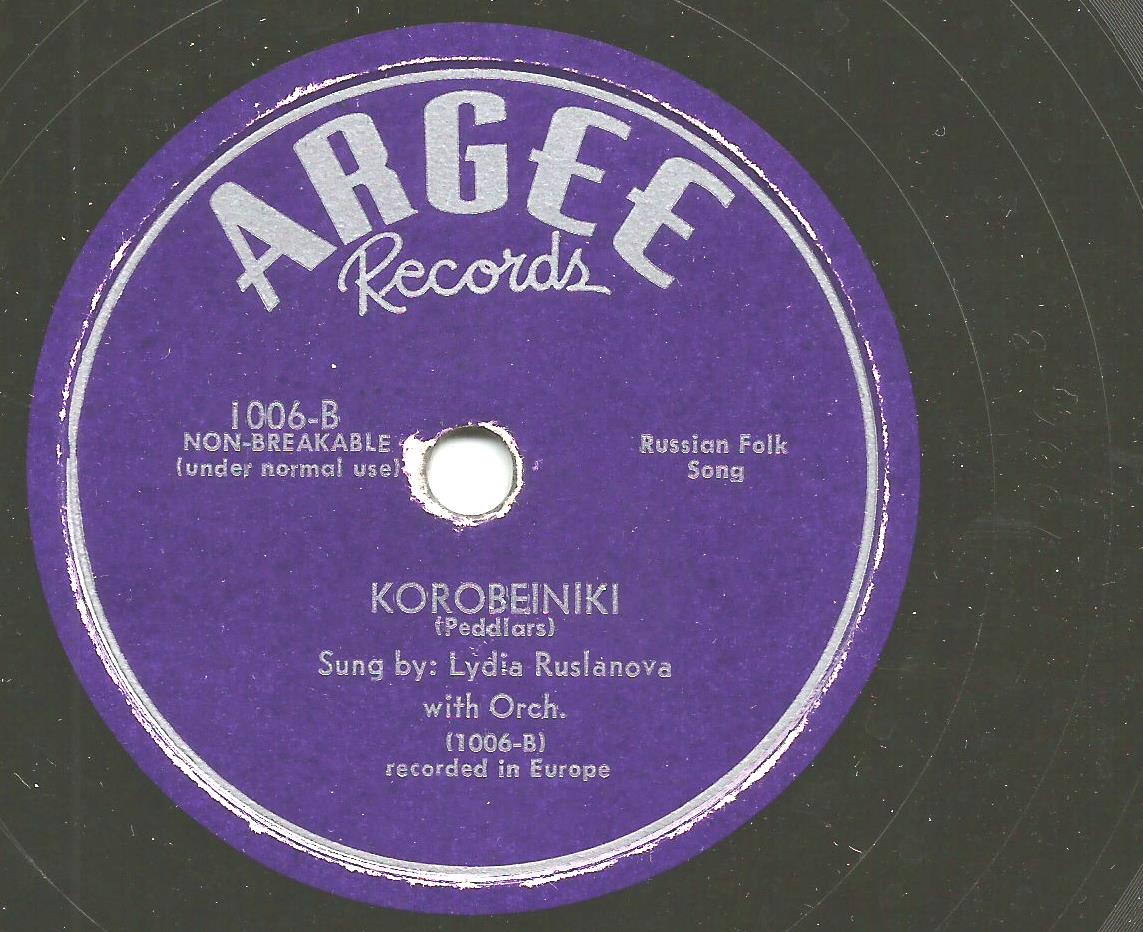 ARGEE
Records
1006-B
NON-BREAKABLE
(under normal use)
Russian Folk
Song
KOROBEINIKI
(Peddlars)
Sung by: Lydia Ruslanova
with Orch.
(1006-B)
recorded in Europe